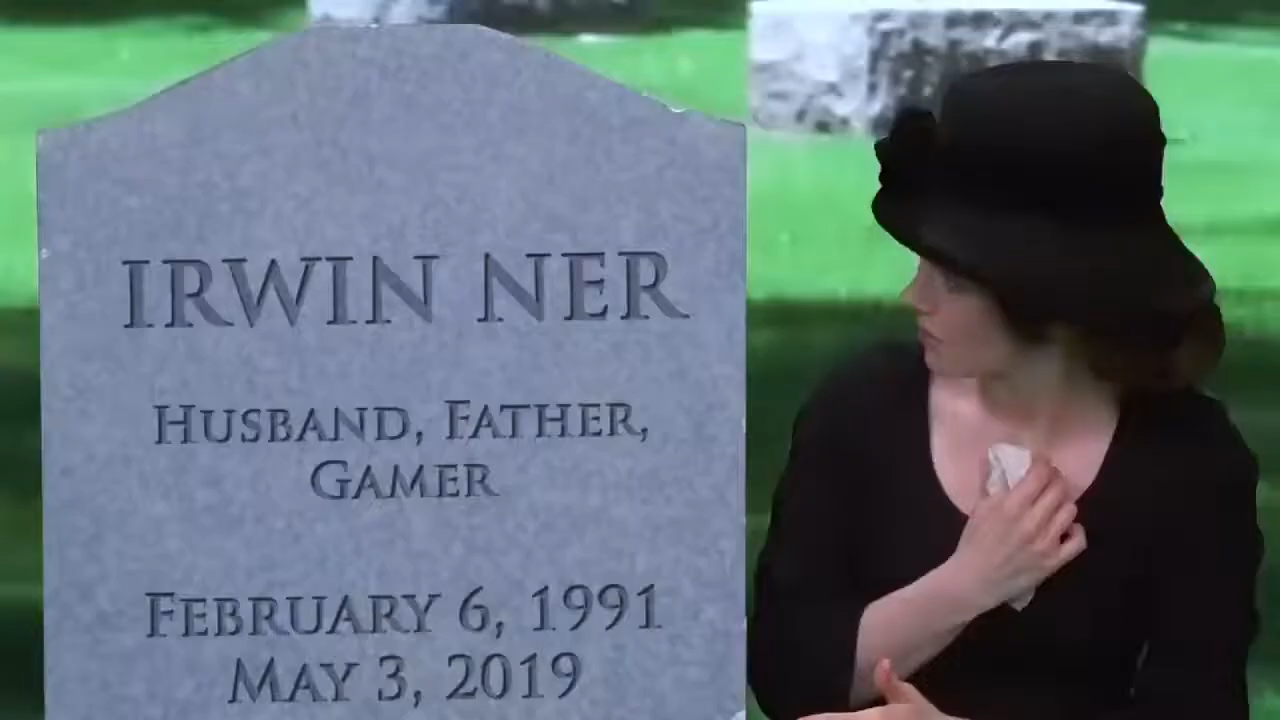 IRWIN NER
HUSBAND, FATHER,
GAMER
FEBRUARY 6, 1991
MAY 3, 2019